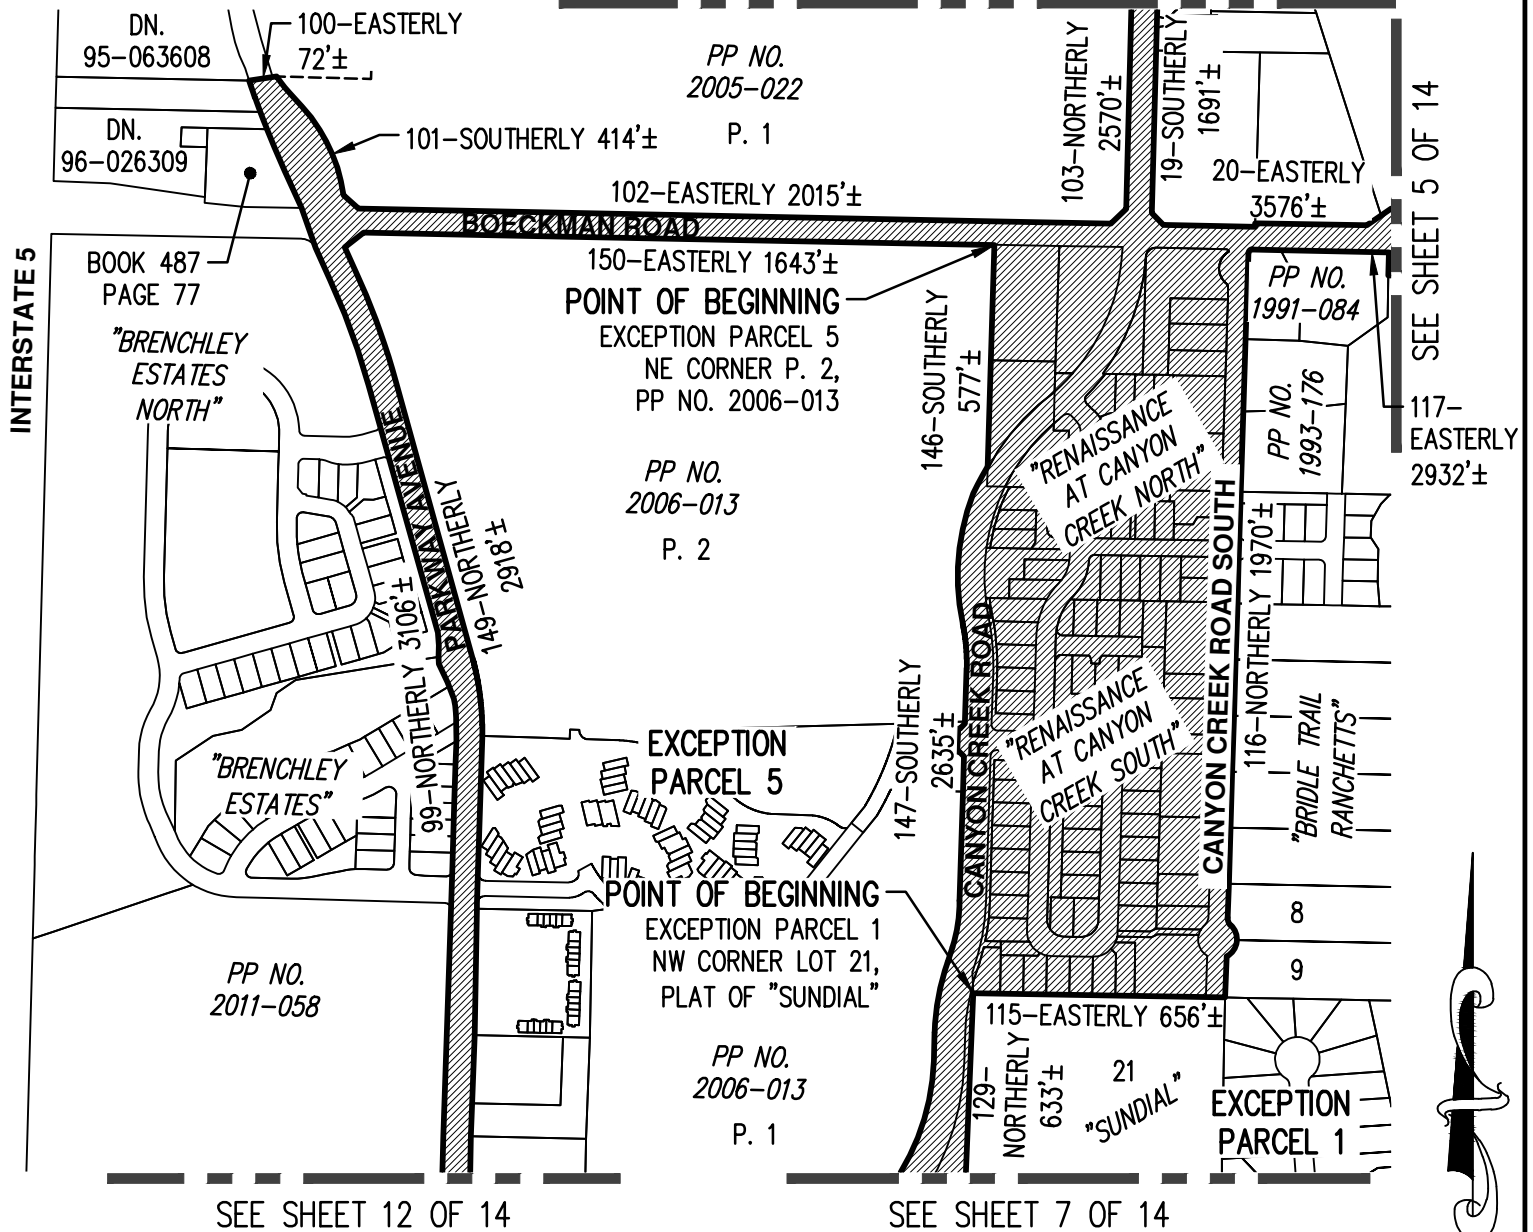 DN.
95-063608
100-EASTERLY
72'±
PP NO.
2005-022
P. 1
103-NORTHERLY
2570'±
19-SOUTHERLY
1691'±
SEE SHEET 5 OF 14
DN.
96-026309
101-SOUTHERLY 414'±
102-EASTERLY 2015'±
20-EASTERLY
3576'±
BOECKMAN ROAD
INTERSTATE 5
BOOK 487
PAGE 77
150-EASTERLY 1643'±
POINT OF BEGINNING
EXCEPTION PARCEL 5
NE CORNER P. 2,
PP NO. 2006-013
146-SOUTHERLY
577'±
PP NO.
1991-084
"BRENCHLEY
ESTATES
NORTH"
"RENAISSANCE
AT CANYON
CREEK NORTH"
PP NO.
1993-176
117-
EASTERLY
2932'±
PARKWAY AVENUE
149-NORTHERLY
2918'±
PP NO.
2006-013
P. 2
CANYON CREEK ROAD SOUTH
116-NORTHERLY 1970'±
99-NORTHERLY 3106'±
CANYON CREEK ROAD
147-SOUTHERLY
2635'±
"RENAISSANCE
AT CANYON
CREEK SOUTH"
"BRIDLE TRAIL
RANCHETTS"
"BRENCHLEY
ESTATES"
EXCEPTION
PARCEL 5
POINT OF BEGINNING
EXCEPTION PARCEL 1
NW CORNER LOT 21,
PLAT OF "SUNDIAL"
8
9
PP NO.
2011-058
PP NO.
2006-013
P. 1
115-EASTERLY 656'±
129-
NORTHERLY
633'±
21
"SUNDIAL"
EXCEPTION
PARCEL 1
SEE SHEET 12 OF 14
SEE SHEET 7 OF 14